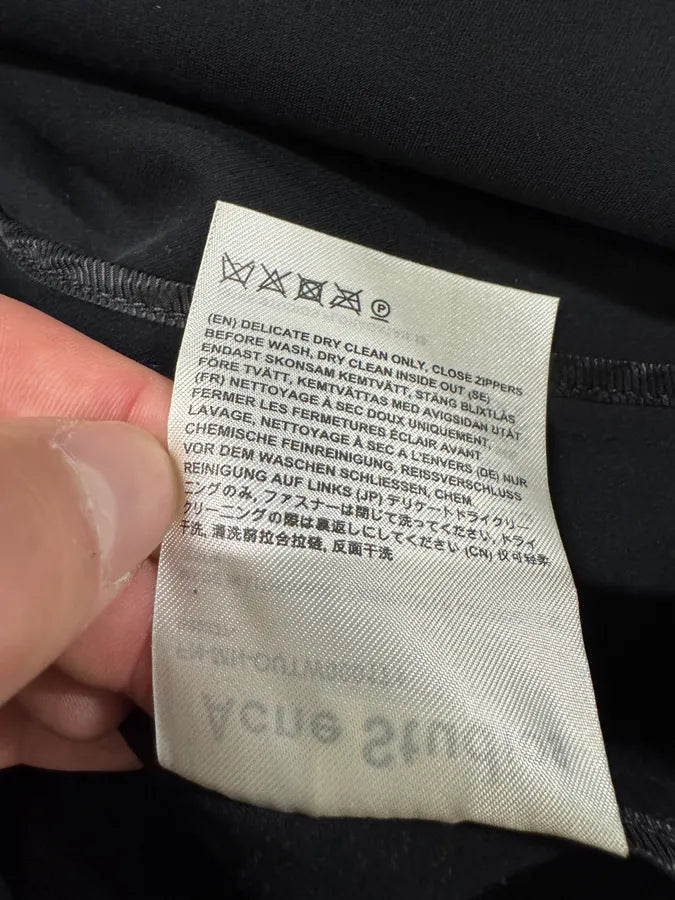 P
(EN) DELICATE DRY CLEAN ONLY, CLOSE ZIPPERS
BEFORE WASH, DRY CLEAN INSIDE OUT (SE)
ENDAST SKONSAM KEMTVÄTT, STÄNG BLIXTLÅS
FÖRE TVÄTT, KEMTVÄTTAS MED AVIGSIDAN UTÅT
(FR) NETTOYAGE À SEC DOUX UNIQUEMENT,
FERMER LES FERMETURES ÉCLAIR AVANT
LAVAGE, NETTOYAGE À SEC A L'ENVERS (DE) NUR
CHEMISCHE FEINREINIGUNG, REISSVERSCHLUSS
VOR DEM WASCHEN SCHLIESSEN, CHEM.
REINIGUNG AUF LINKS (JP) デリケートドライクリー
ニングのみ, ファスナーは閉じて洗ってください, ドライ
クリーニングの際は裏返しにしてください (CN) 仅可轻柔
干洗, 清洗前拉合拉链, 反面干洗
Acne Studios